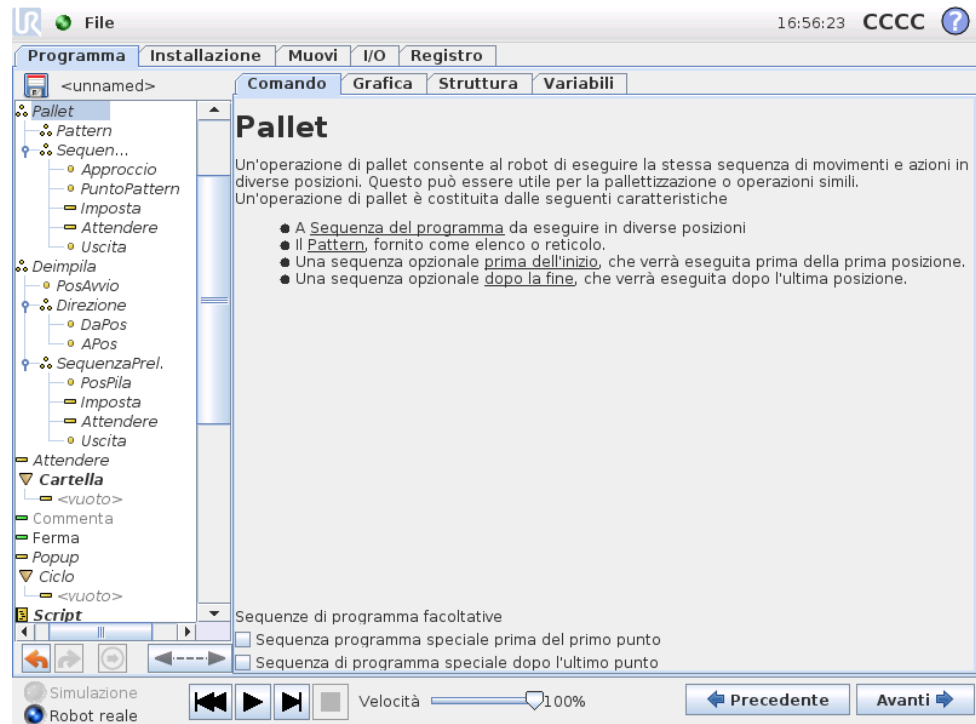 UR File 16:56:23 CCCC ?
Programma Installazione Muovi I/O Registro
<unnamed>
Comando Grafica Struttura Variabili
Pallet
Pattern
Sequen...
Approccio
PuntoPattern
Imposta
Attendere
Uscita
Deimpila
PosAvvio
Direzione
DaPos
APos
SequenzaPrel.
PosPila
Imposta
Attendere
Uscita
Attendere
Cartella
<vuoto>
Commenta
Ferma
Popup
Ciclo
<vuoto>
Script
Pallet
Un'operazione di pallet consente al robot di eseguire la stessa sequenza di movimenti e azioni in
diverse posizioni. Questo può essere utile per la pallettizzazione o operazioni simili.
Un'operazione di pallet è costituita dalle seguenti caratteristiche
A Sequenza del programma da eseguire in diverse posizioni
Il Pattern, fornito come elenco o reticolo.
Una sequenza opzionale prima dell'inizio, che verrà eseguita prima della prima posizione.
Una sequenza opzionale dopo la fine, che verrà eseguita dopo l'ultima posizione.
Sequenze di programma facoltative
Sequenza programma speciale prima del primo punto
Sequenza di programma speciale dopo l'ultimo punto
Simulazione
Robot reale
Velocità 100%
Precedente Avanti